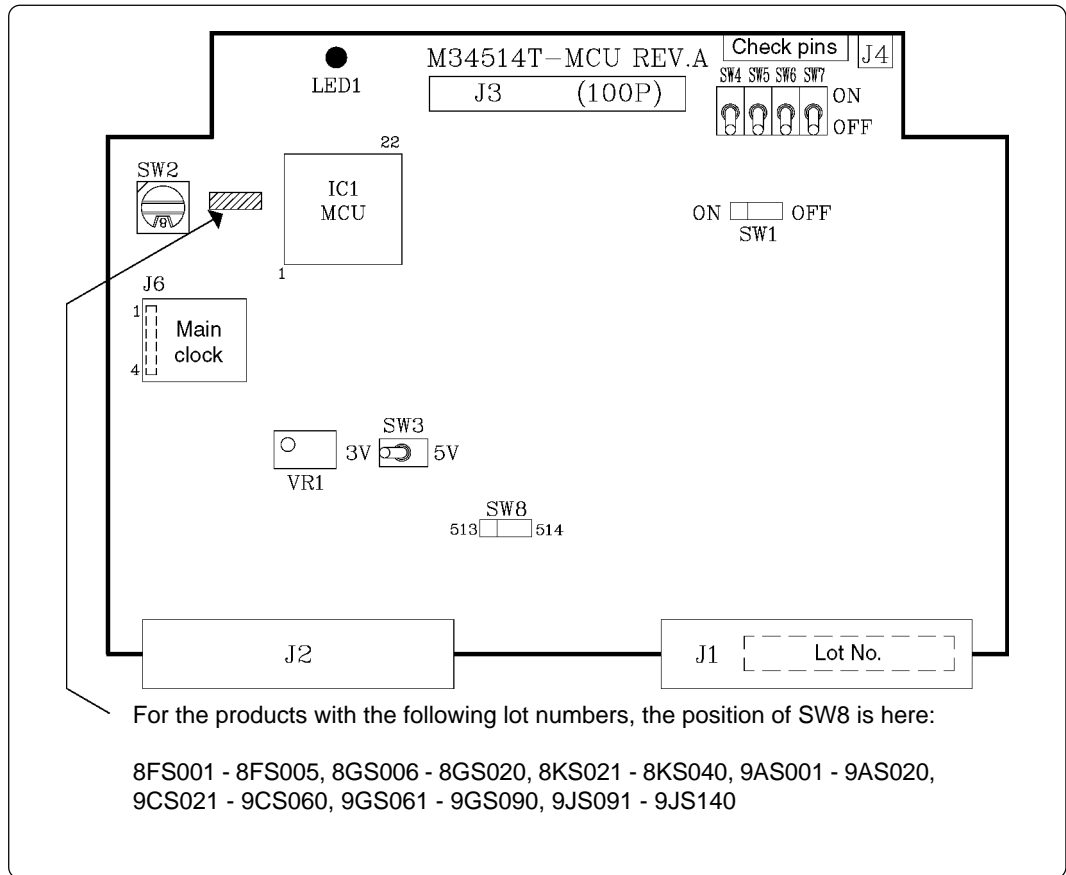 M34514T-MCU REV.A
Check pins
J4
LED1
J3 (100P)
SW4 SW5 SW6 SW7
ON
OFF
22
SW2
8
IC1
MCU
1
ON OFF
SW1
J6
1
4
Main
clock
SW3
3V 5V
VR1
SW8
513 514
J2
J1 Lot No.
For the products with the following lot numbers, the position of SW8 is here:
8FS001 - 8FS005, 8GS006 - 8GS020, 8KS021 - 8KS040, 9AS001 - 9AS020,
9CS021 - 9CS060, 9GS061 - 9GS090, 9JS091 - 9JS140